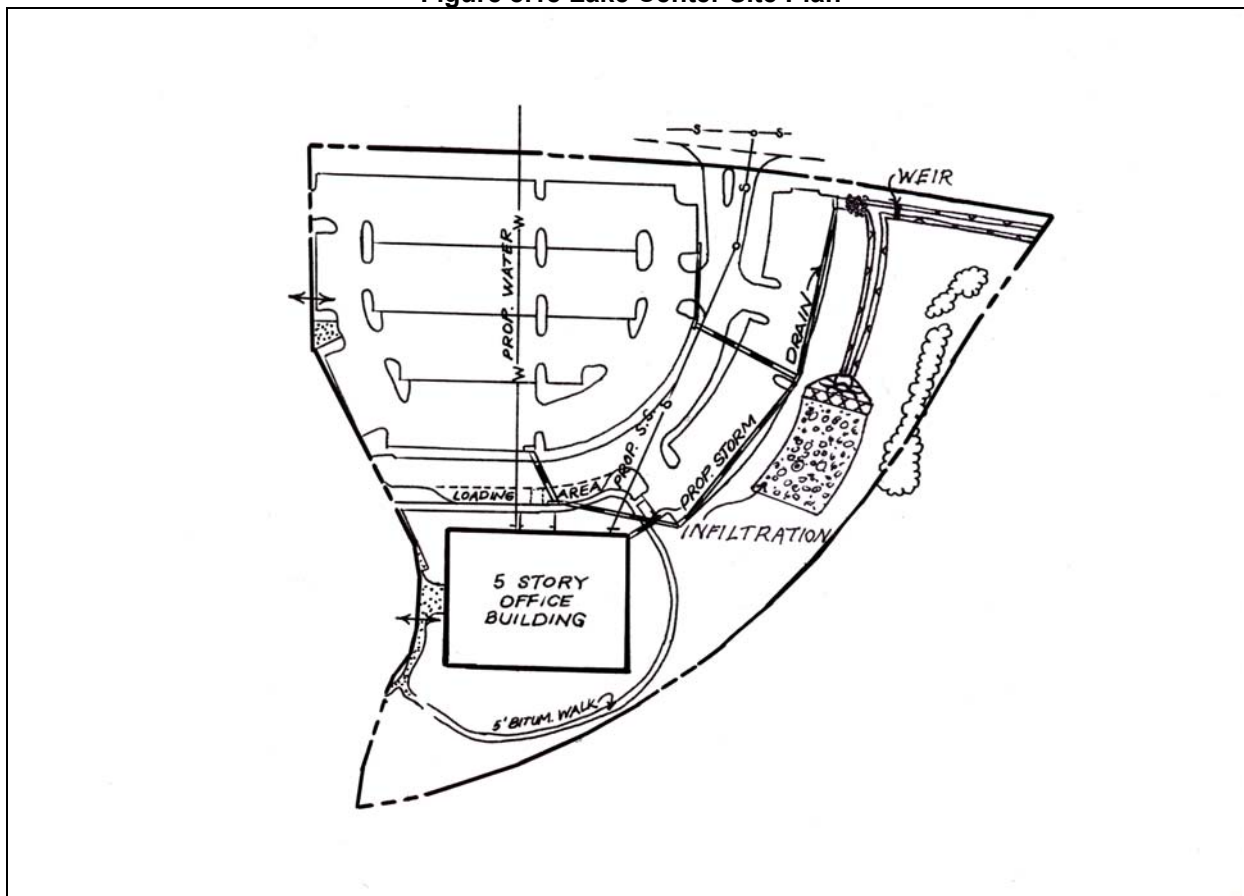 Figure 5.18 Lake Center Site Plan
S S
WEIR
PROP. WATER
W
W
S
DRAIN
PROP. S.S.
S
PROP. STORM
LOADING AREA
INFILTRATION
5 STORY
OFFICE
BUILDING
5' BITUM. WALK